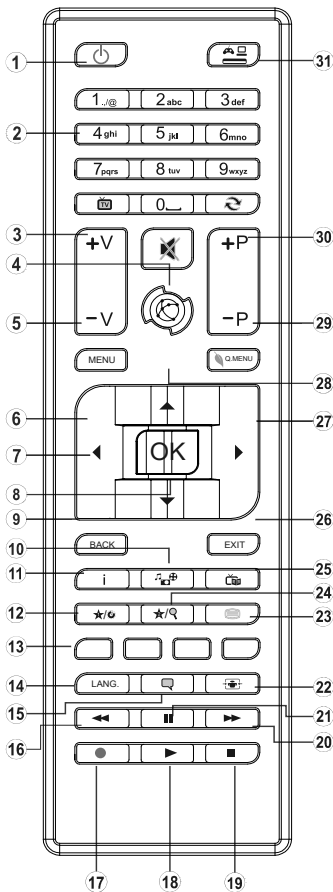 1 31
1../@ 2abc 3def
2 4ghi 5jkl 6mno
7pqrs 8tuv 9wxyz
TV 0
3 +V +P 30
4
5 -V -P 29
MENU Q.MENU
28
6 27
7 OK
8
9 26
10 BACK EXIT
11 i 25
24
12 ★/ ★/ 23
13
14 LANG. 22
15
16 21
20
17 18 19